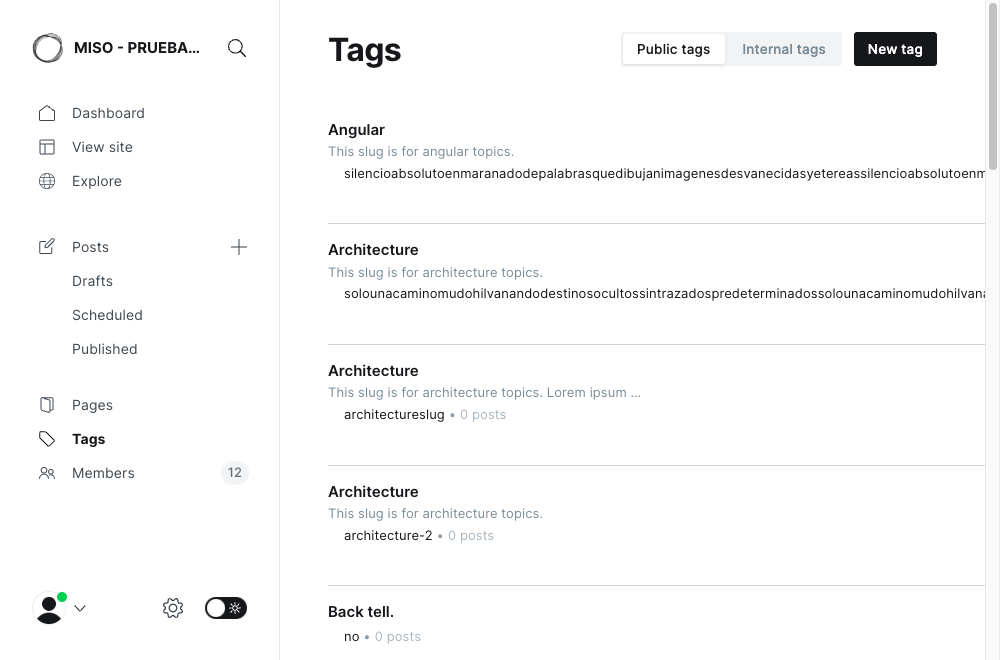 MISO - PRUEBA...
Dashboard
View site
Explore
Posts
Drafts
Scheduled
Published
Pages
Tags
Members
12
Tags
Public tags
Internal tags
New tag
Angular
This slug is for angular topics.
silencioabsolutoenmaranadodepalabrasquedibujanimagenesdesvanecidasyetereassilencioabsolutoenm
Architecture
This slug is for architecture topics.
solounacaminomudohilvanandodestinosocultossintrazadospredeterminadossolounacaminomudohilvana
Architecture
This slug is for architecture topics. Lorem ipsum ...
architectureslug • 0 posts
Architecture
This slug is for architecture topics.
architecture-2 • 0 posts
Back tell.
no • 0 posts